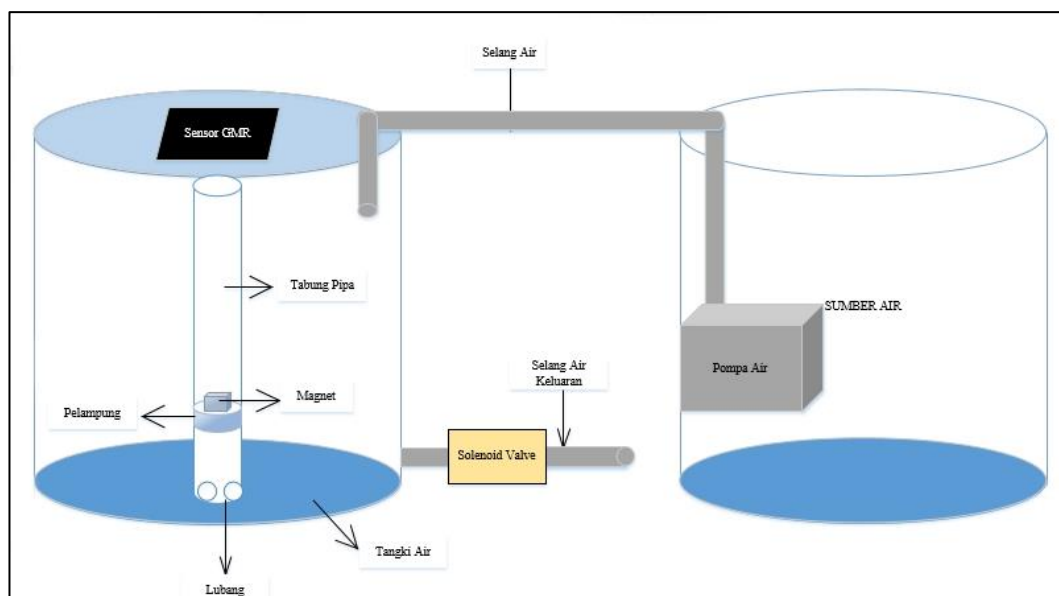 Selang Air
Sensor GMR
Tabung Pipa
SUMBER AIR
Pompa Air
Selang Air
Keluaran
Magnet
Pelampung
Solenoid Valve
Tangki Air
Lubang